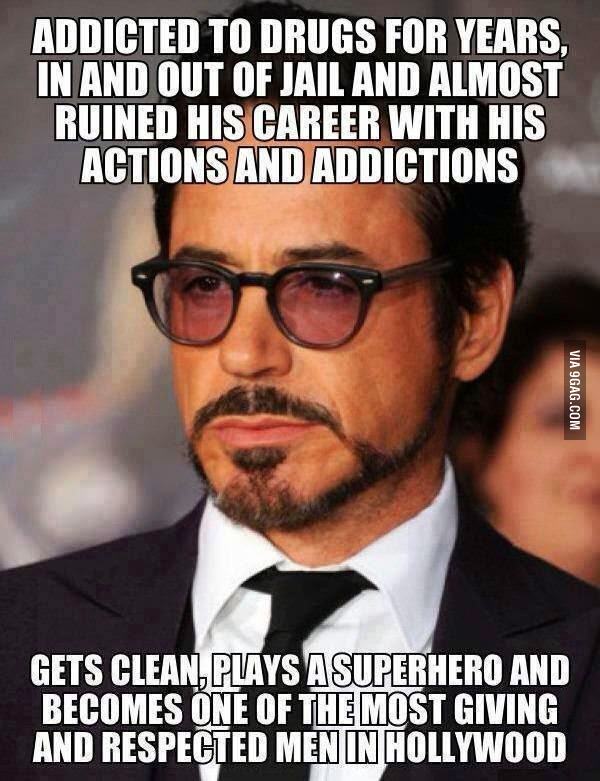 ADDICTED TO DRUGS FOR YEARS,
IN AND OUT OF JAIL AND ALMOST
RUINED HIS CAREER WITH HIS
ACTIONS AND ADDICTIONS
VIA 9GAG.COM
GETS CLEAN, PLAYS A SUPERHERO AND
BECOMES ONE OF THE MOST GIVING
AND RESPECTED MEN IN HOLLYWOOD